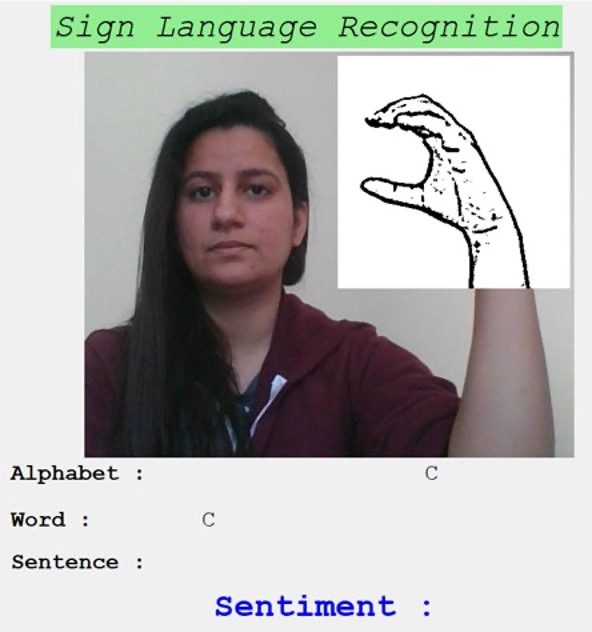 Sign Language Recognition
Alphabet : C
Word : C
Sentence :
Sentiment :